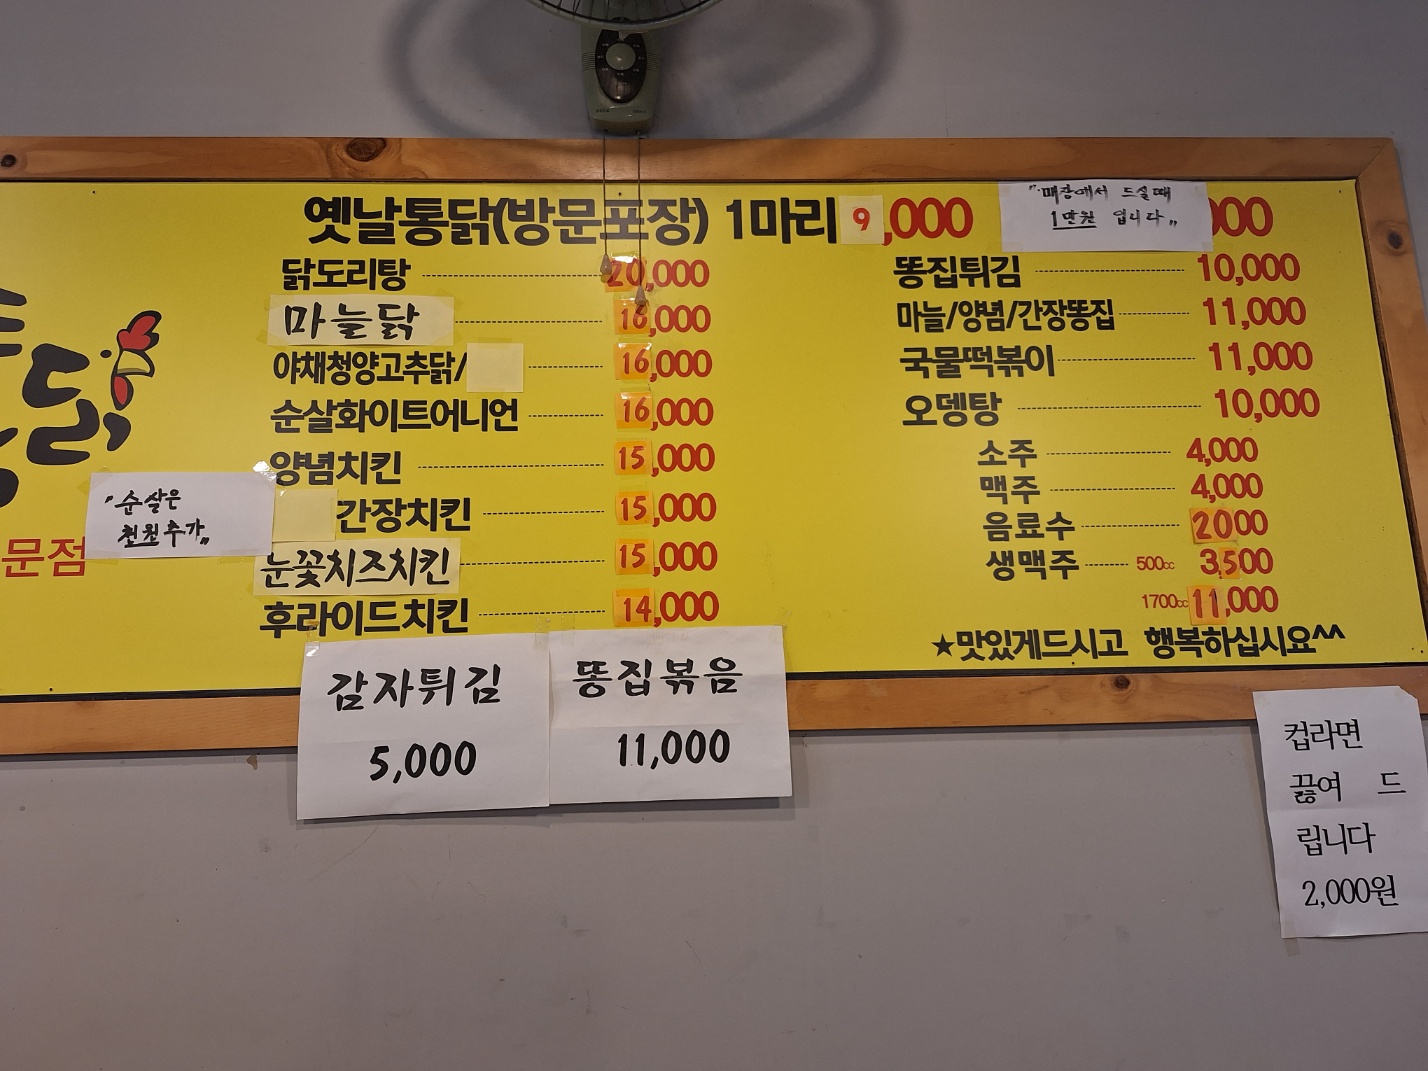 옛날통닭(방문포장) 1마리 9,000
"매장에서 드실때
1만원 입니다"
닭도리탕 20,000
마늘닭 16,000
야채청양고추닭/ 16,000
순살화이트어니언 16,000
양념치킨 15,000
간장치킨 15,000
눈꽃치즈치킨 15,000
후라이드치킨 14,000
"순살은
천원추가"
문점
닭
똥집튀김 10,000
마늘/양념/간장똥집 11,000
국물떡볶이 11,000
오뎅탕 10,000
소주 4,000
맥주 4,000
음료수 2000
생맥주 500cc 3,500
1700cc 11,000
★맛있게드시고 행복하십시요^^
감자튀김
5,000
똥집볶음
11,000
컵라면
끓여 드
립니다
2,000원